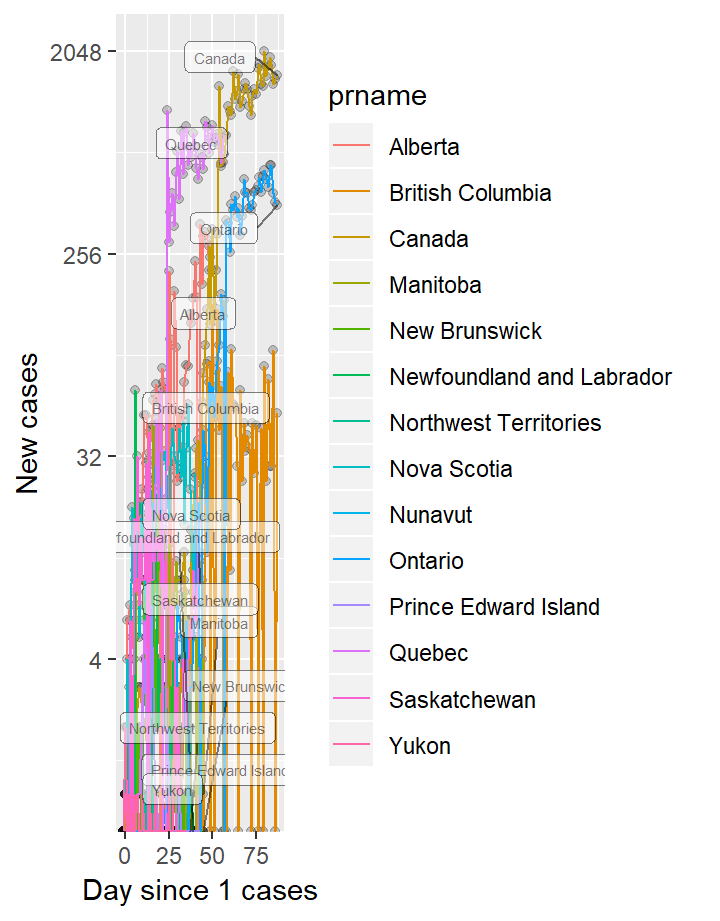 2048
256
32
4
New cases
Canada
Quebec
Ontario
Alberta
British Columbia
Nova Scotia
foundland and Labrador
Saskatchewan
Manitoba
New Brunswic
Northwest Territories
Prince Edward Island
Yukon
0 25 50 75
Day since 1 cases
prname
Alberta
British Columbia
Canada
Manitoba
New Brunswick
Newfoundland and Labrador
Northwest Territories
Nova Scotia
Nunavut
Ontario
Prince Edward Island
Quebec
Saskatchewan
Yukon